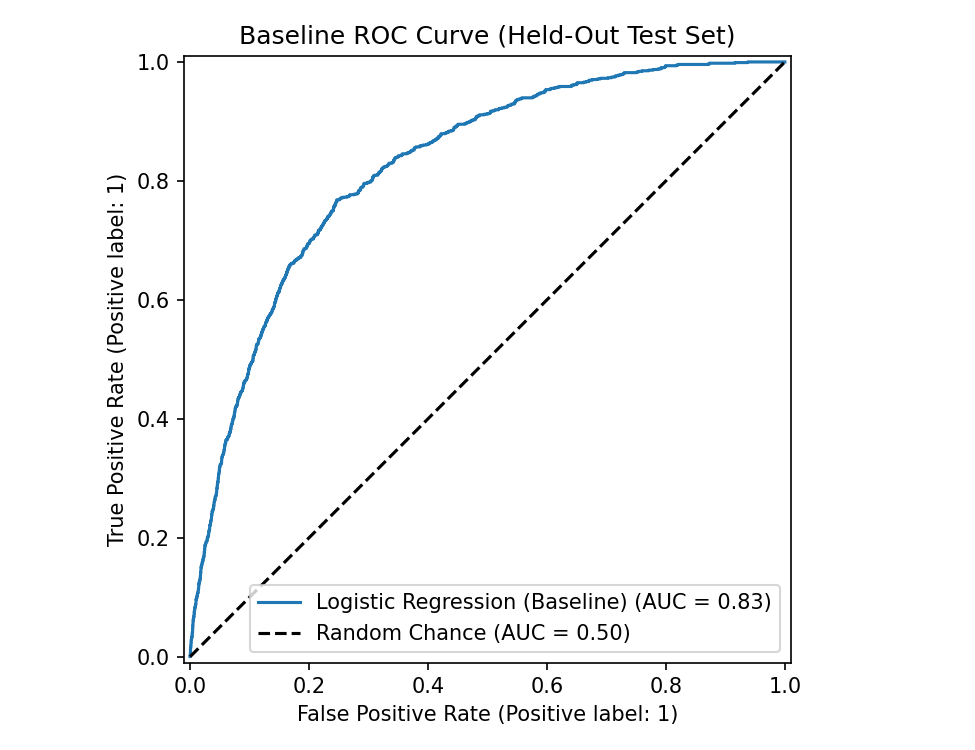 Baseline ROC Curve (Held-Out Test Set)
True Positive Rate (Positive label: 1)
1.0
0.8
0.6
0.4
0.2
0.0
Logistic Regression (Baseline) (AUC = 0.83)
Random Chance (AUC = 0.50)
0.0 0.2 0.4 0.6 0.8 1.0
False Positive Rate (Positive label: 1)